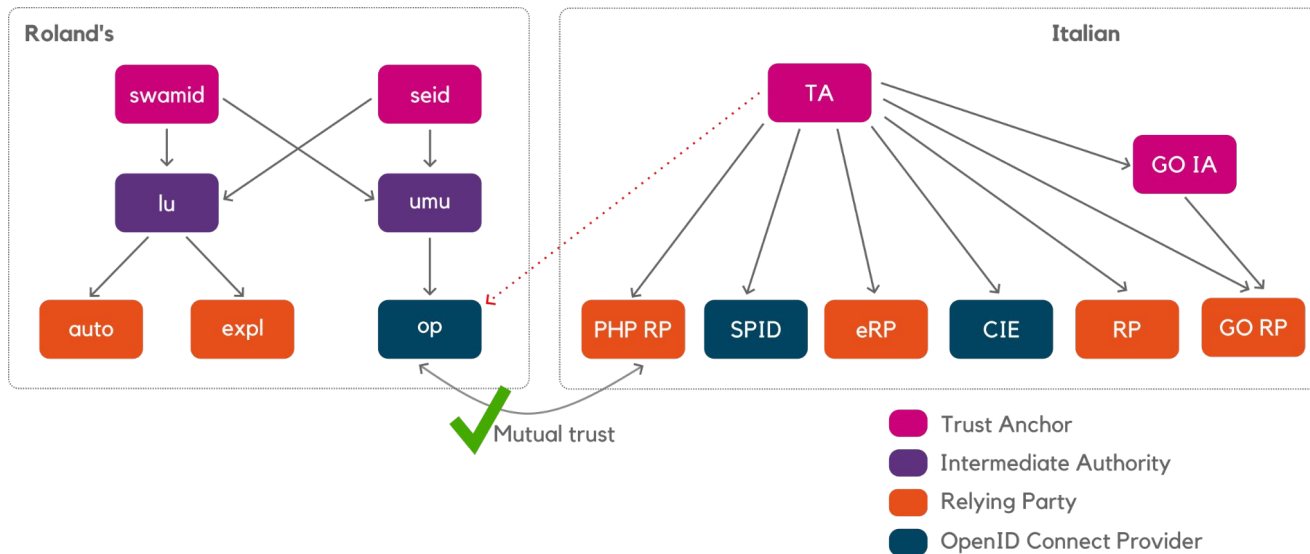 Roland's
Italian
swamid
seid
TA
GO IA
lu
umu
auto
expl
op
PHP RP
SPID
eRP
CIE
RP
GO RP
Mutual trust
Trust Anchor
Intermediate Authority
Relying Party
OpenID Connect Provider